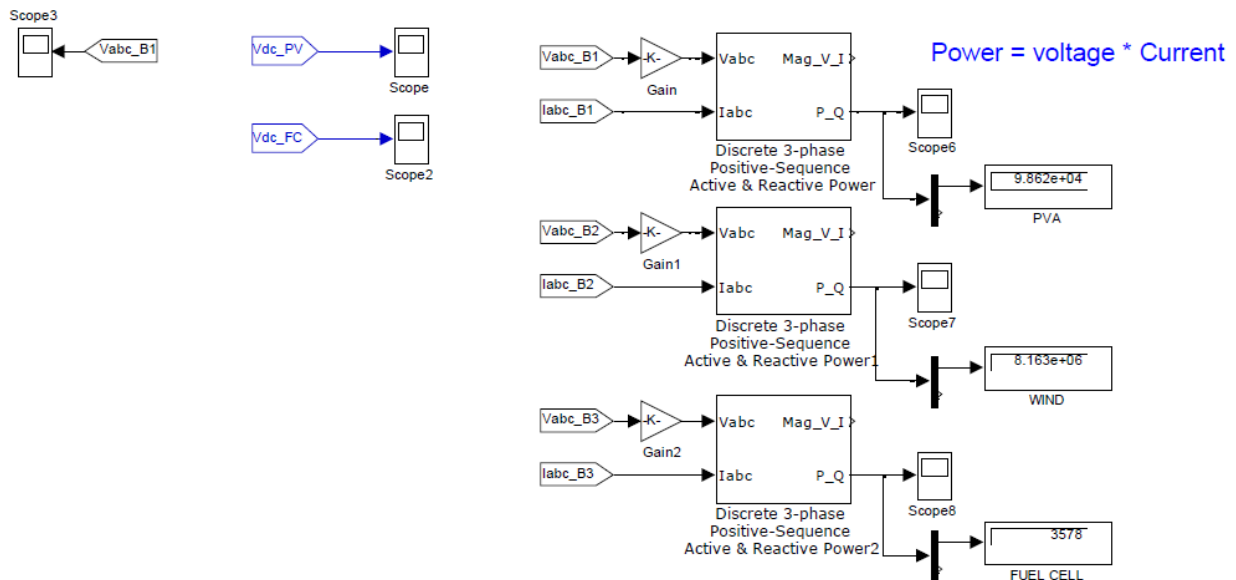 Scope3
Vabc_B1
Vdc_PV
Scope
Vdc_FC
Scope2
Power = voltage * Current
Vabc_B1
-K-
Gain
Iabc_B1
Vabc
Mag_V_I
Iabc
P_Q
Discrete 3-phase
Positive-Sequence
Active & Reactive Power
Scope6
9.862e+04
PVA
Vabc_B2
-K-
Gain1
Iabc_B2
Vabc
Mag_V_I
Iabc
P_Q
Discrete 3-phase
Positive-Sequence
Active & Reactive Power1
Scope7
8.163e+06
WIND
Vabc_B3
-K-
Gain2
Iabc_B3
Vabc
Mag_V_I
Iabc
P_Q
Discrete 3-phase
Positive-Sequence
Active & Reactive Power2
Scope8
3578
FUEL CELL